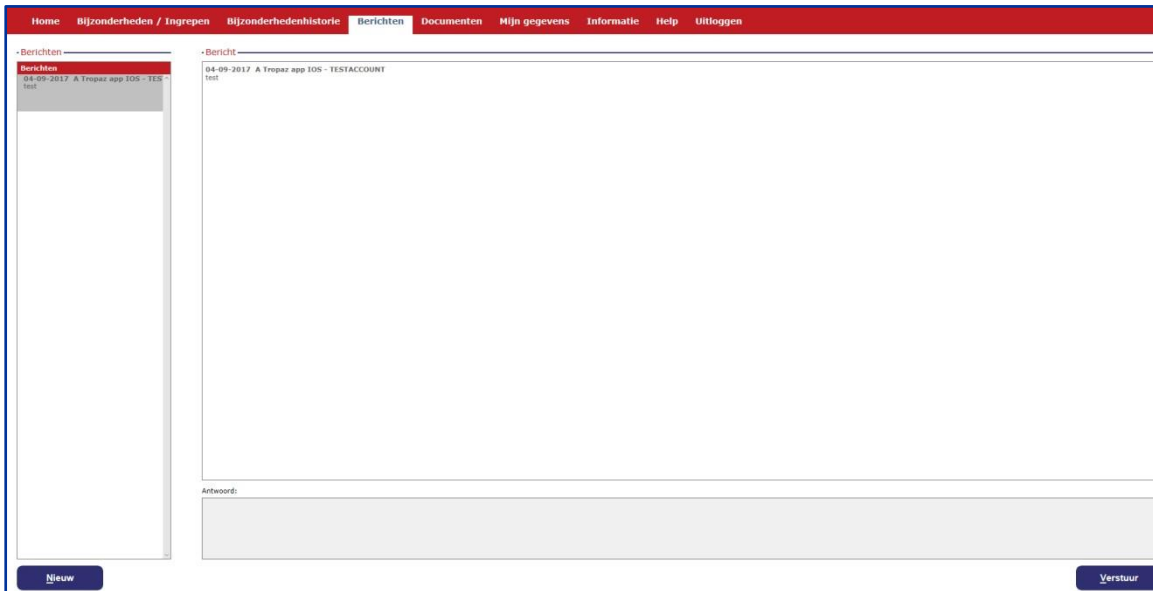 Home Bijzonderheden / Ingrepen Bijzonderhedenhistorie Berichten Documenten Mijn gegevens Informatie Help Uitloggen
Berichten
Berichten
04-09-2017 A Tropaz app IOS - TES
test
Bericht
04-09-2017 A Tropaz app IOS - TESTACCOUNT
test
Antwoord:
Nieuw
Verstuur